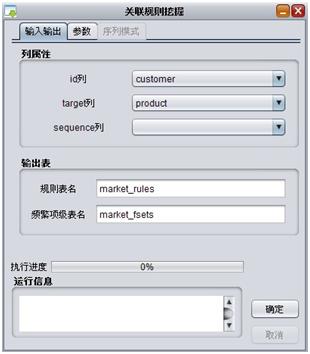 关联规则挖掘
输入输出 参数 序列模式
列属性
id列 customer
target列 product
sequence列
输出表
规则表名 market_rules
频繁项级表名 market_fsets
执行进度 0%
运行信息
确定
取消